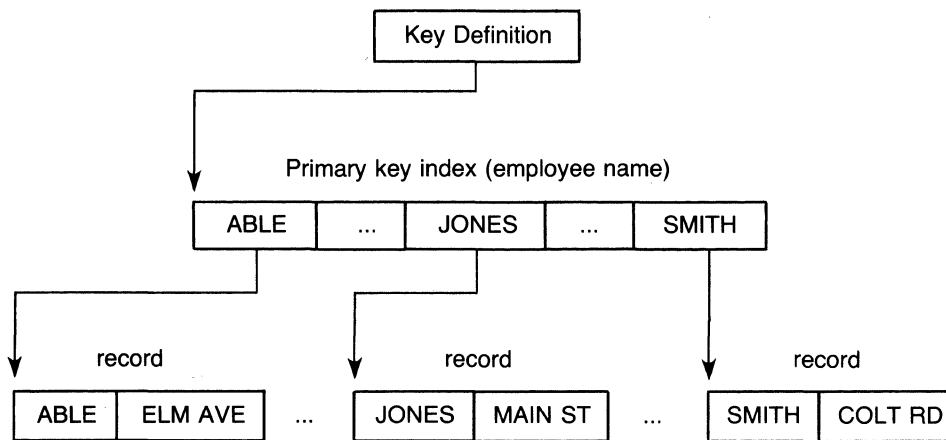 Key Definition
Primary key index (employee name)
ABLE ... JONES ... SMITH
record record record
ABLE ELM AVE ... JONES MAIN ST ... SMITH COLT RD